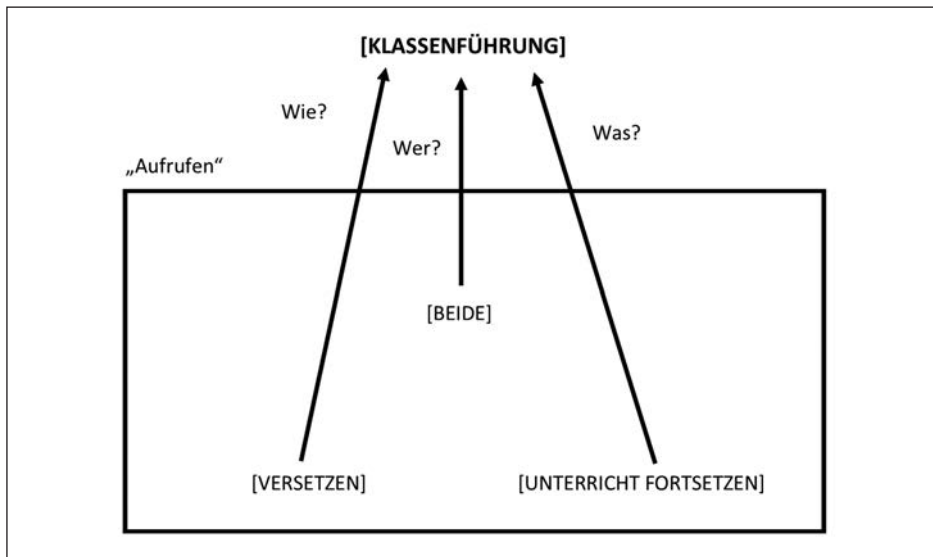 [KLASSENFÜHRUNG]
Wie?
Wer?
Was?
„Aufrufen“
[BEIDE]
[VERSETZEN]
[UNTERRICHT FORTSETZEN]